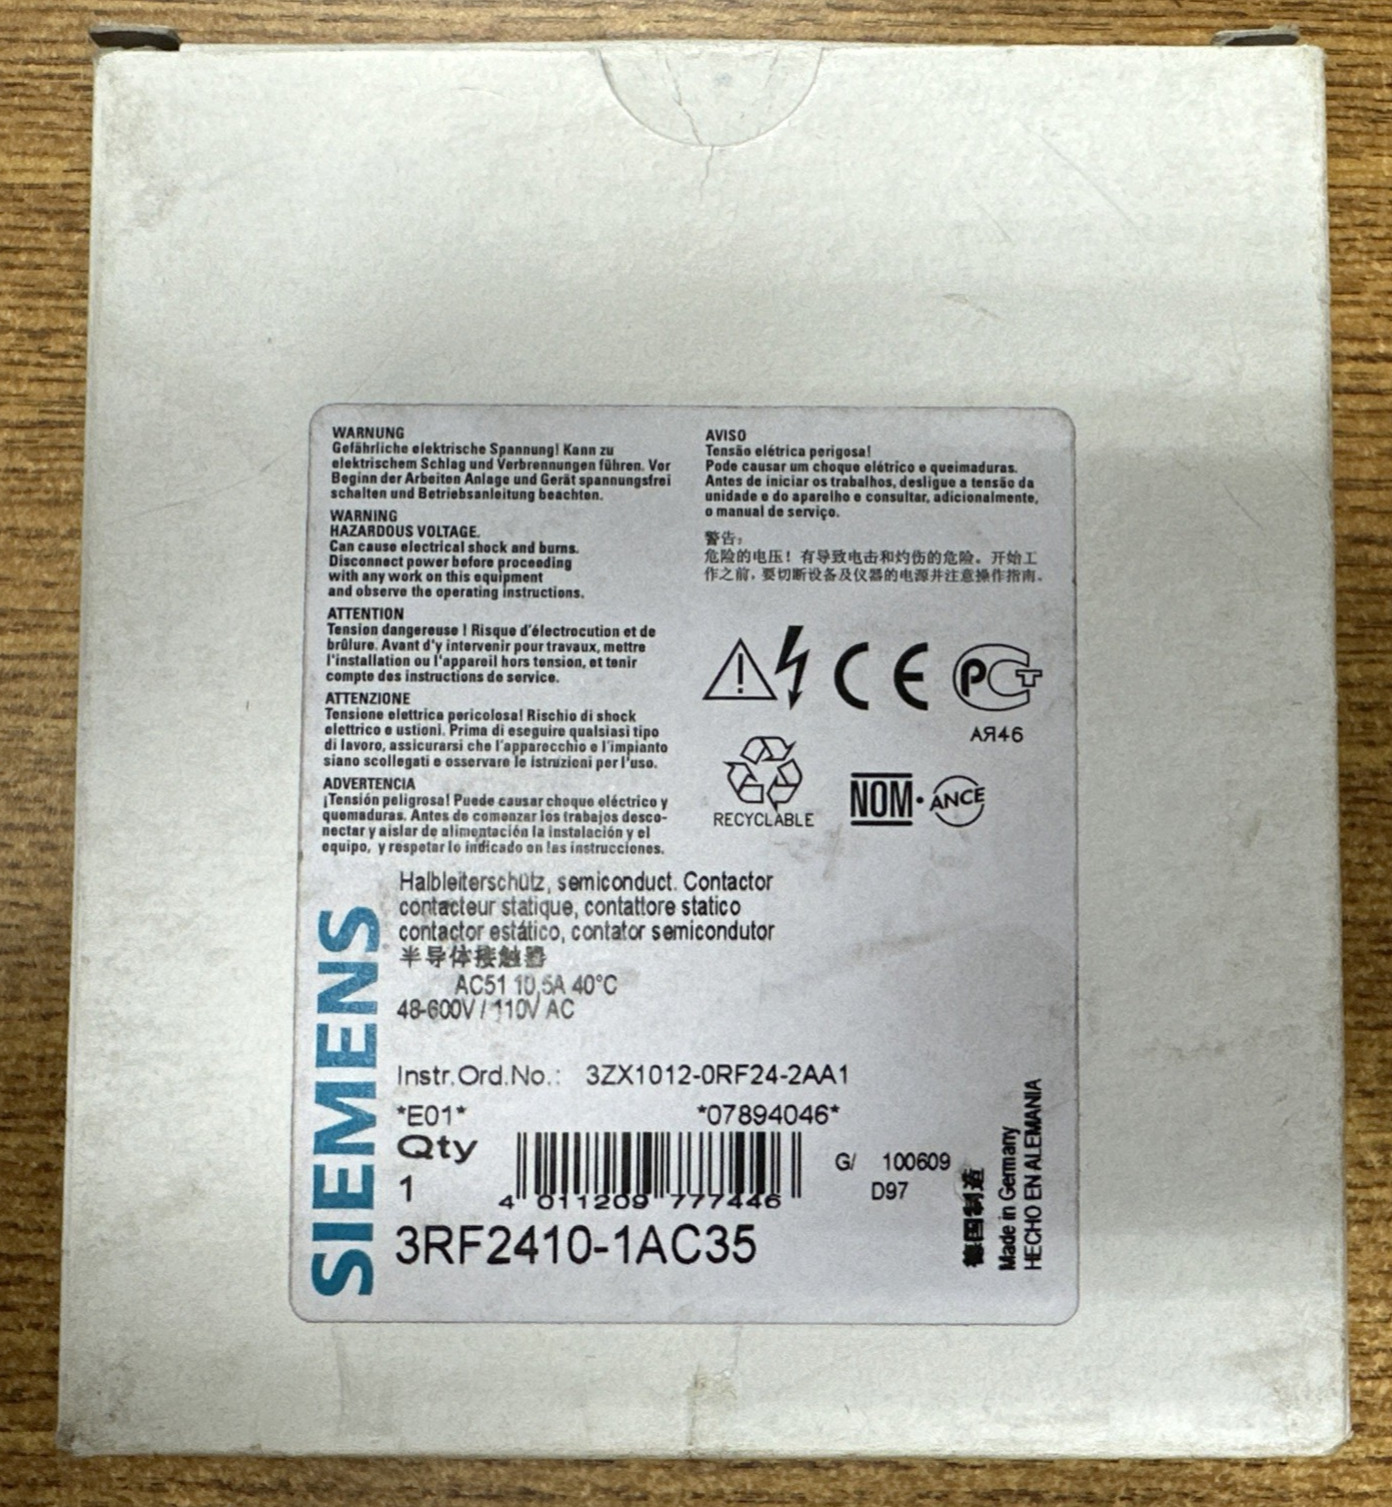 WARNUNG
Gefährliche elektrische Spannung! Kann zu
elektrischem Schlag und Verbrennungen führen. Vor
Beginn der Arbeiten Anlage und Gerät spannungsfrei
schalten und Betriebsanleitung beachten.
WARNING
HAZARDOUS VOLTAGE.
Can cause electrical shock and burns.
Disconnect power before proceeding
with any work on this equipment
and observe the operating instructions.
ATTENTION
Tension dangereuse ! Risque d'électrocution et de
brûlure. Avant d'y intervenir pour travaux, mettre
l'installation ou l'appareil hors tension, et tenir
compte des instructions de service.
ATTENZIONE
Tensione elettrica pericolosa! Rischio di shock
elettrico e ustioni. Prima di eseguire qualsiasi tipo
di lavoro, assicurarsi che l'apparecchio e l'impianto
siano scollegati e osservare le istruzioni per l'uso.
ADVERTENCIA
¡Tensión peligrosa! Puede causar choque eléctrico y
quemaduras. Antes de comenzar los trabajos desco-
nectar y aislar de alimentación la instalación y el
equipo, y respetar lo indicado en las instrucciones.
AVISO
Tensão elétrica perigosa!
Pode causar um choque elétrico e queimaduras.
Antes de iniciar os trabalhos, desligue a tensão da
unidade e do aparelho e consultar, adicionalmente,
o manual de serviço.
警告:
危险的电压！有导致电击和灼伤的危险。开始工
作之前，要切断设备及仪器的电源并注意操作指南。
CE
РСТ
АЯ46
RECYCLABLE
NOM·ANCE
SIEMENS
Halbleiterschütz, semiconduct. Contactor
contacteur statique, contattore statico
contactor estático, contator semicondutor
半导体接触器
AC51 10,5A 40°C
48-600V / 110V AC
Instr.Ord.No.: 3ZX1012-0RF24-2AA1
*E01* *07894046*
Qty
1
4 011209 777446
G/ 100609
D97
3RF2410-1AC35
德国制造
Made in Germany
HECHO EN ALEMANIA